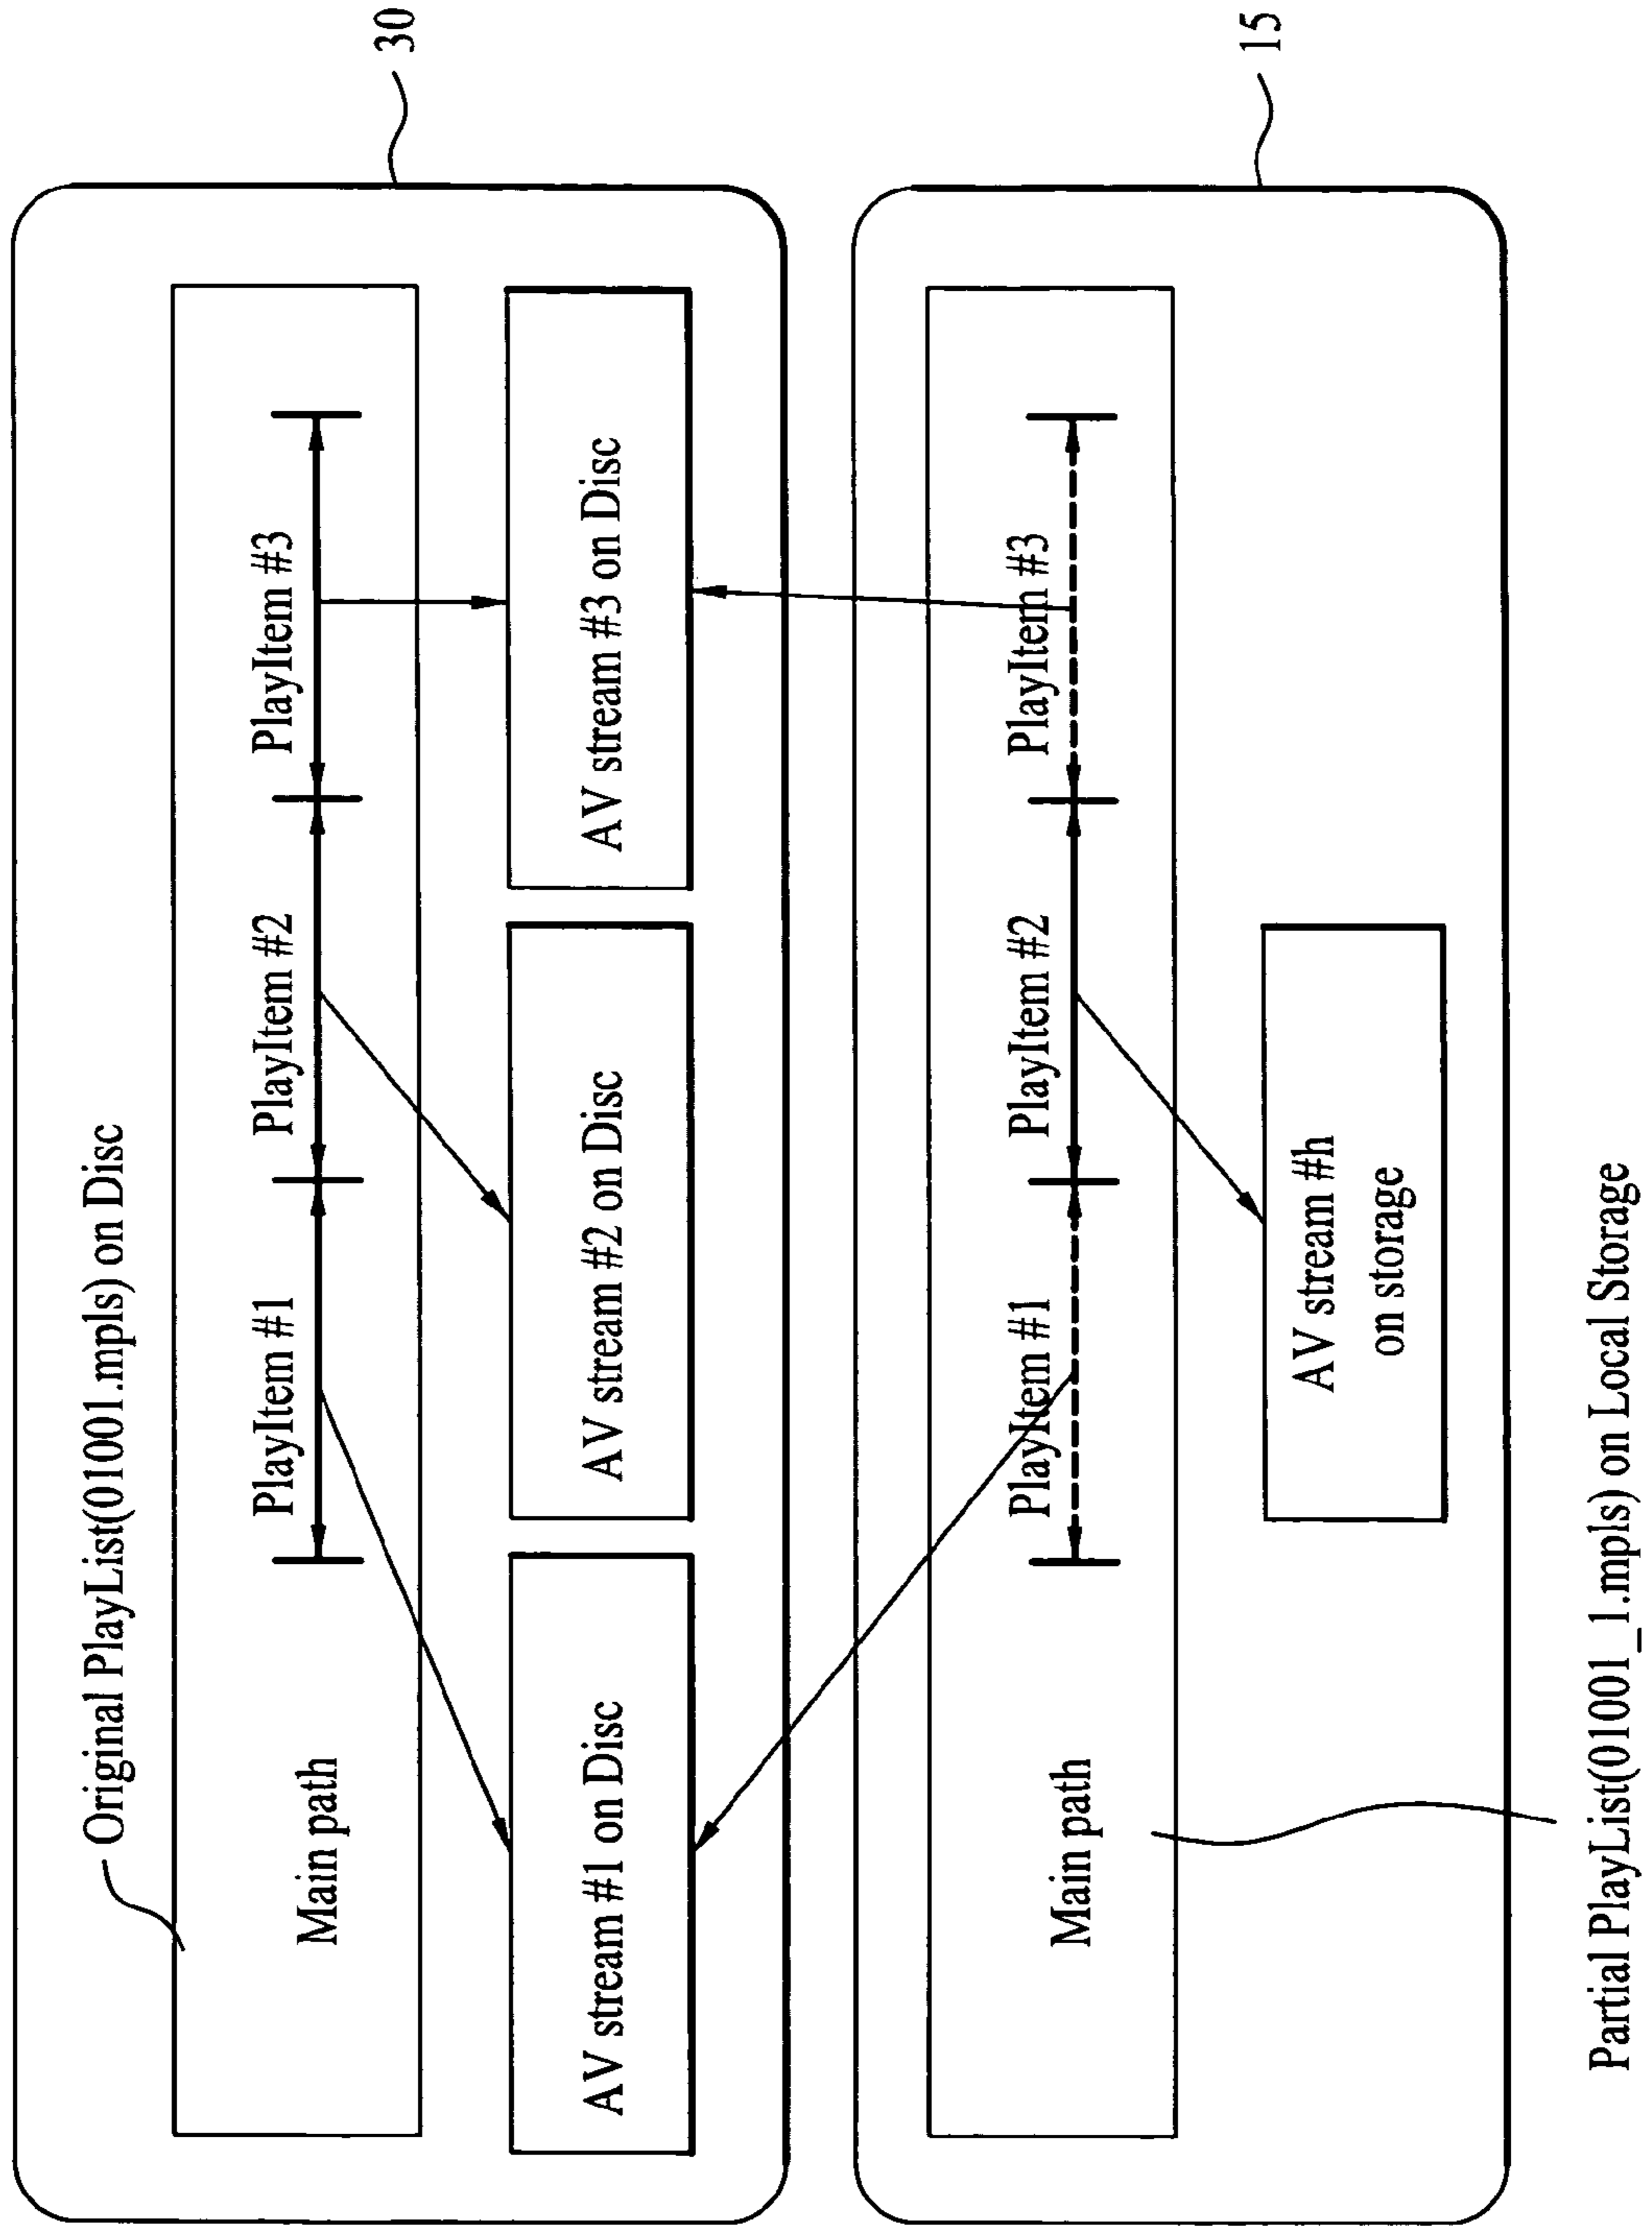 Original PlayList(01001.mpls) on Disc
30
PlayItem #1
PlayItem #2
PlayItem #3
Main path
AV stream #1 on Disc
AV stream #2 on Disc
AV stream #3 on Disc
15
PlayItem #1
PlayItem #2
PlayItem #3
Main path
AV stream #h
on storage
Partial PlayList(01001_1.mpls) on Local Storage